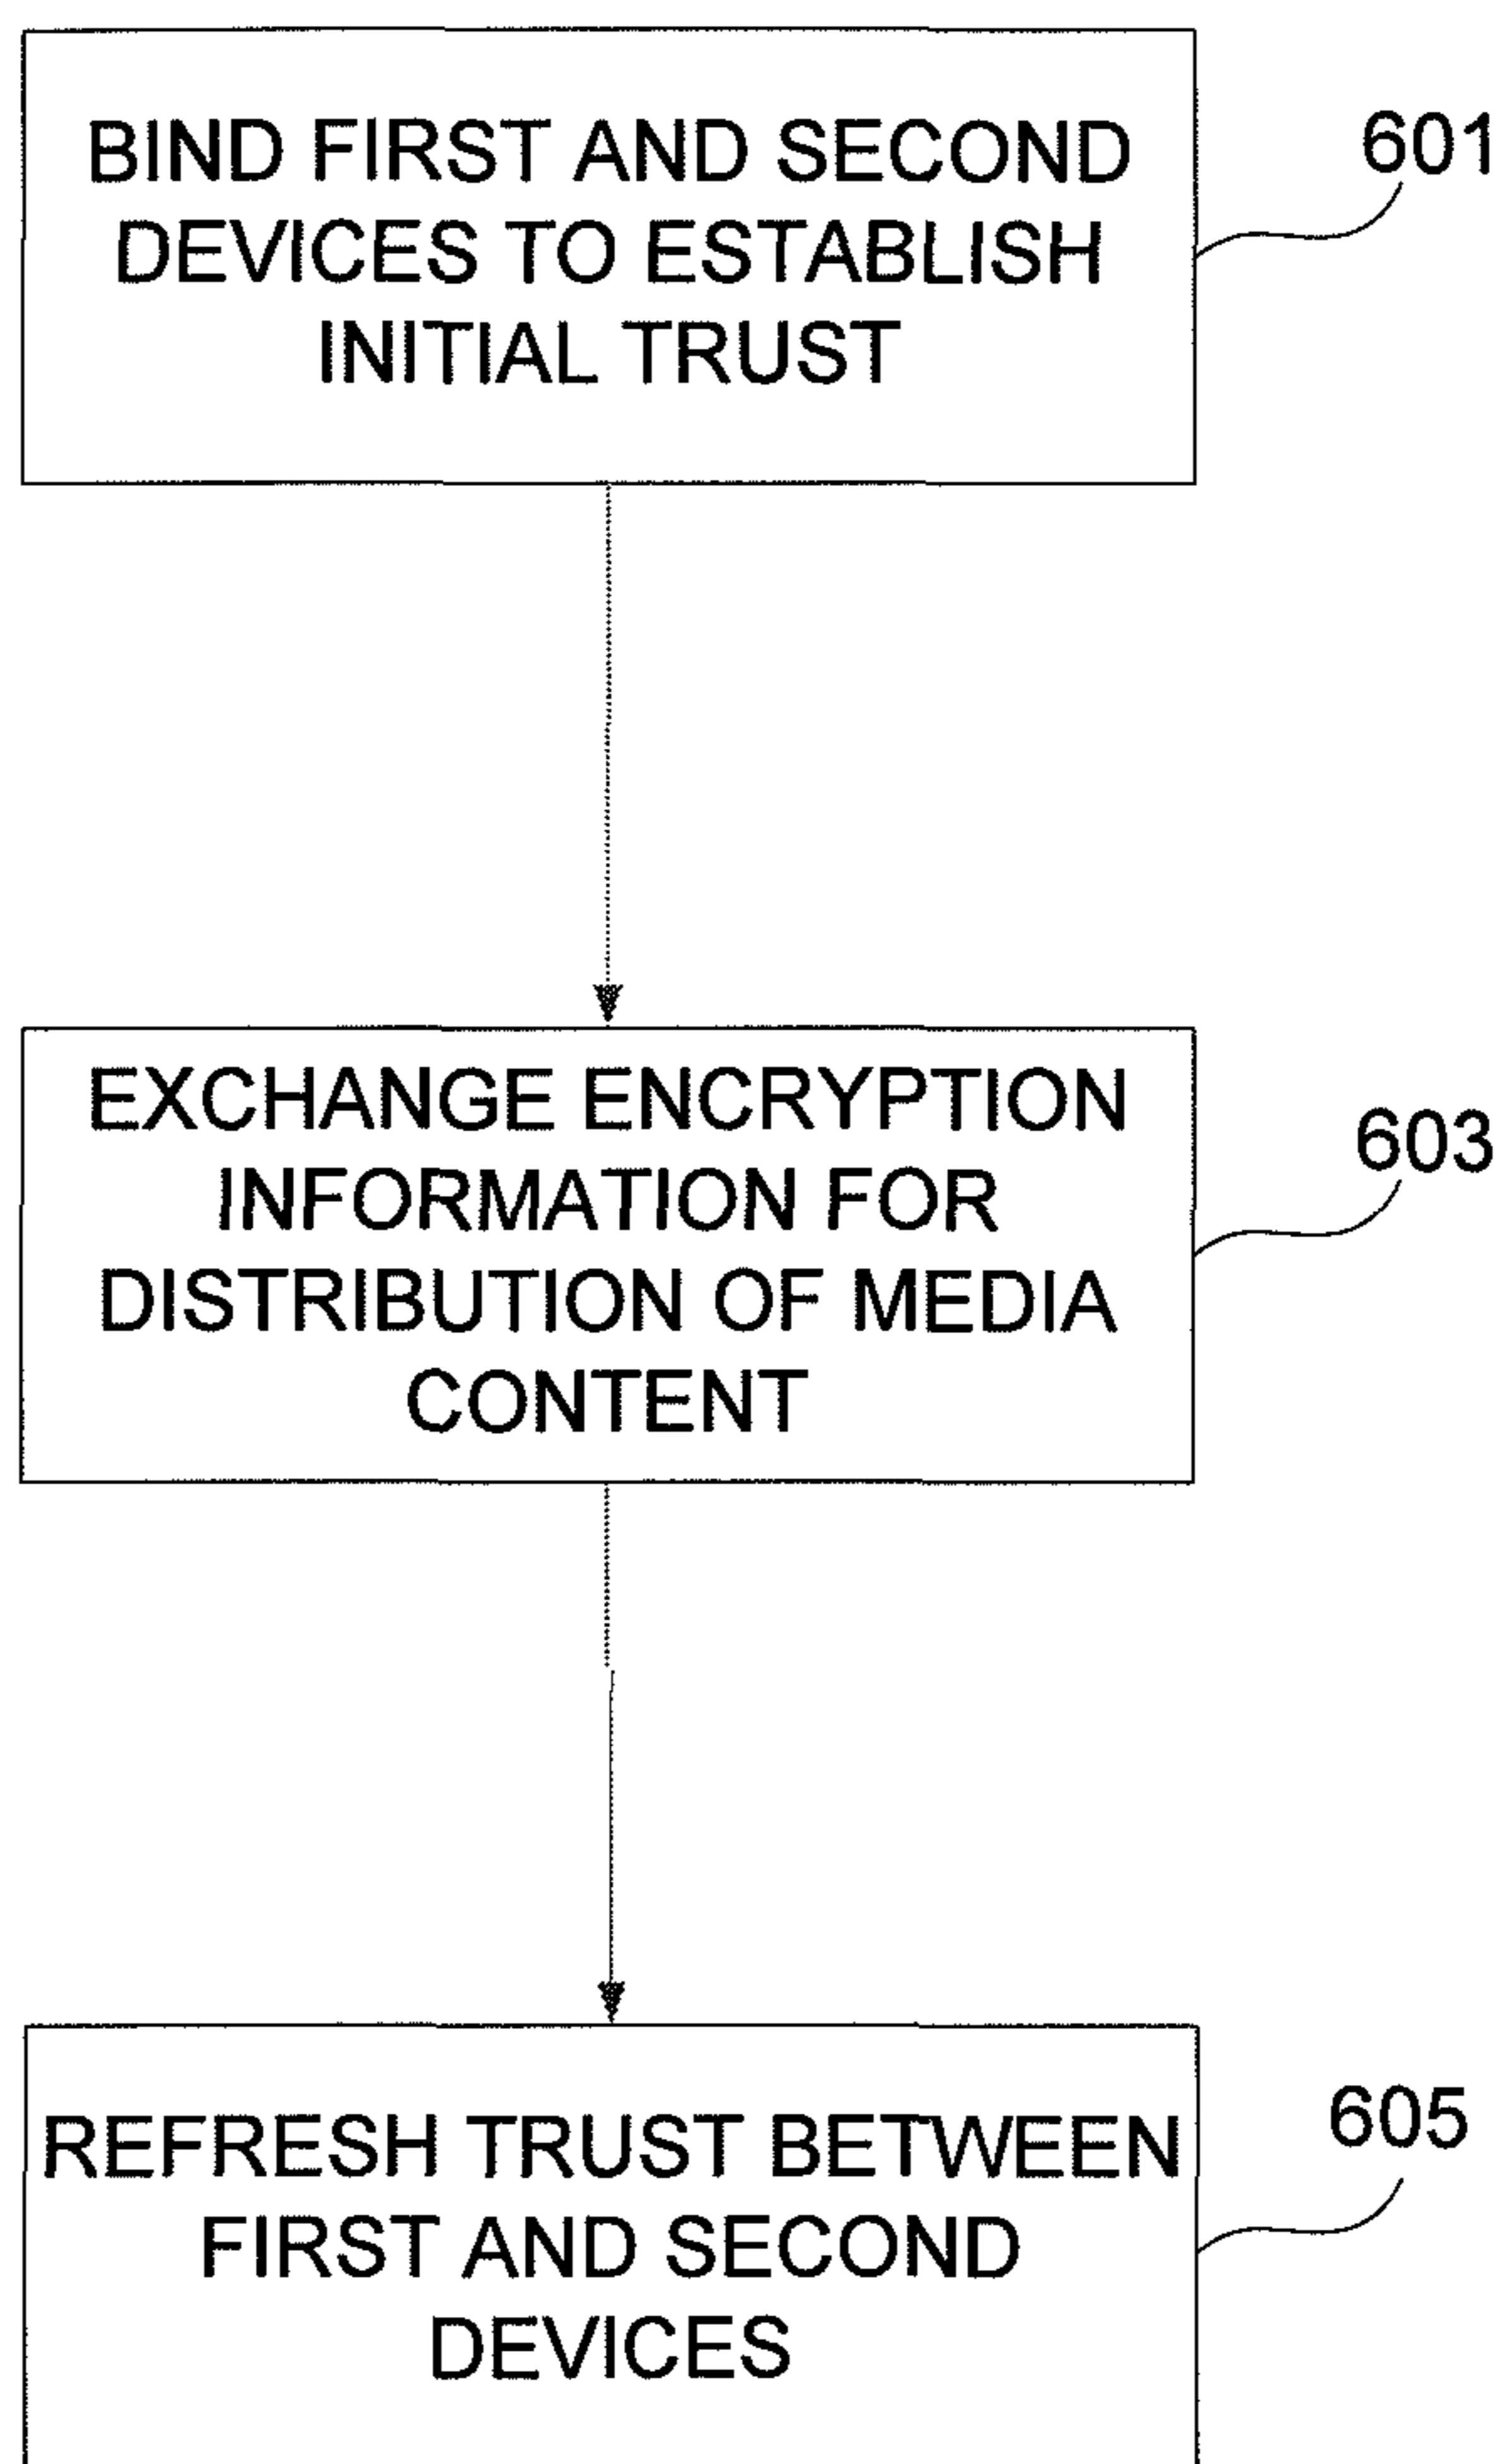 BIND FIRST AND SECOND
DEVICES TO ESTABLISH
INITIAL TRUST
601
EXCHANGE ENCRYPTION
INFORMATION FOR
DISTRIBUTION OF MEDIA
CONTENT
603
REFRESH TRUST BETWEEN
FIRST AND SECOND
DEVICES
605